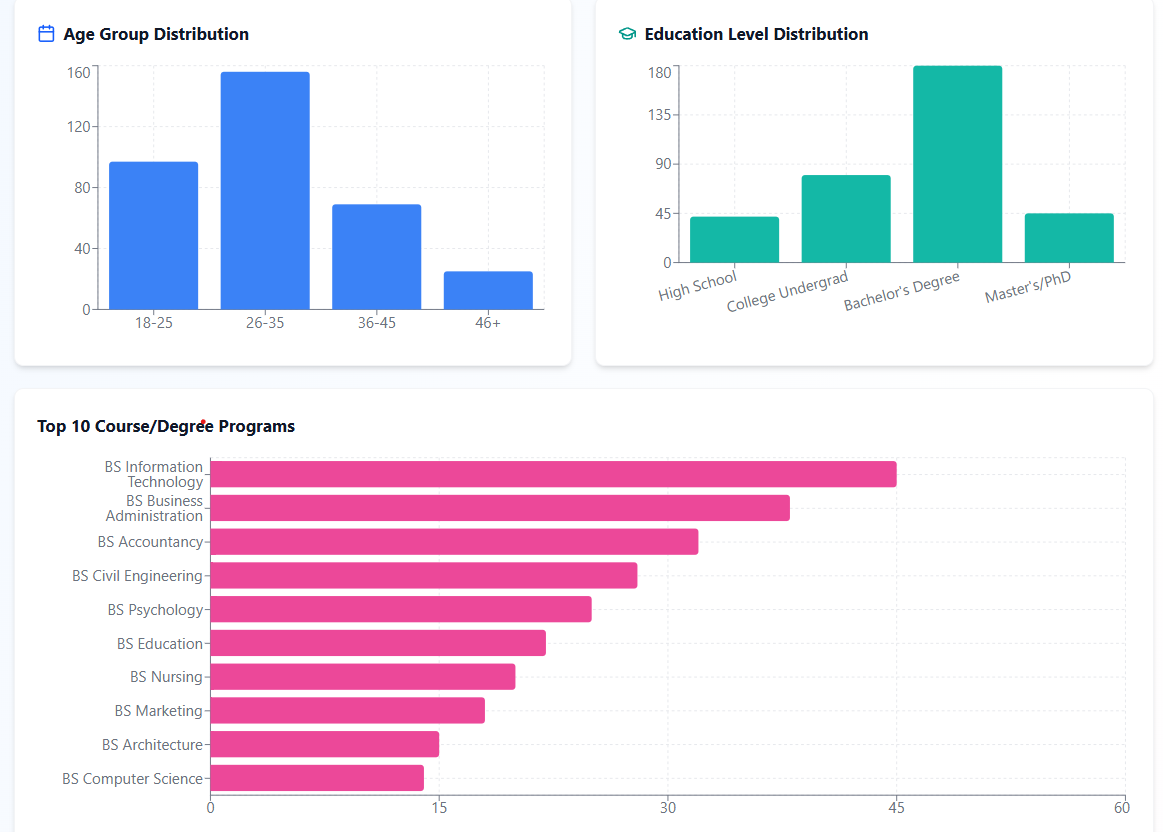 Age Group Distribution
160
120
80
40
0
18-25
26-35
36-45
46+
Education Level Distribution
180
135
90
45
0
High School
College Undergrad
Bachelor's Degree
Master's/PhD
Top 10 Course/Degree Programs
BS Information
Technology
BS Business
Administration
BS Accountancy
BS Civil Engineering
BS Psychology
BS Education
BS Nursing
BS Marketing
BS Architecture
BS Computer Science
0
15
30
45
60